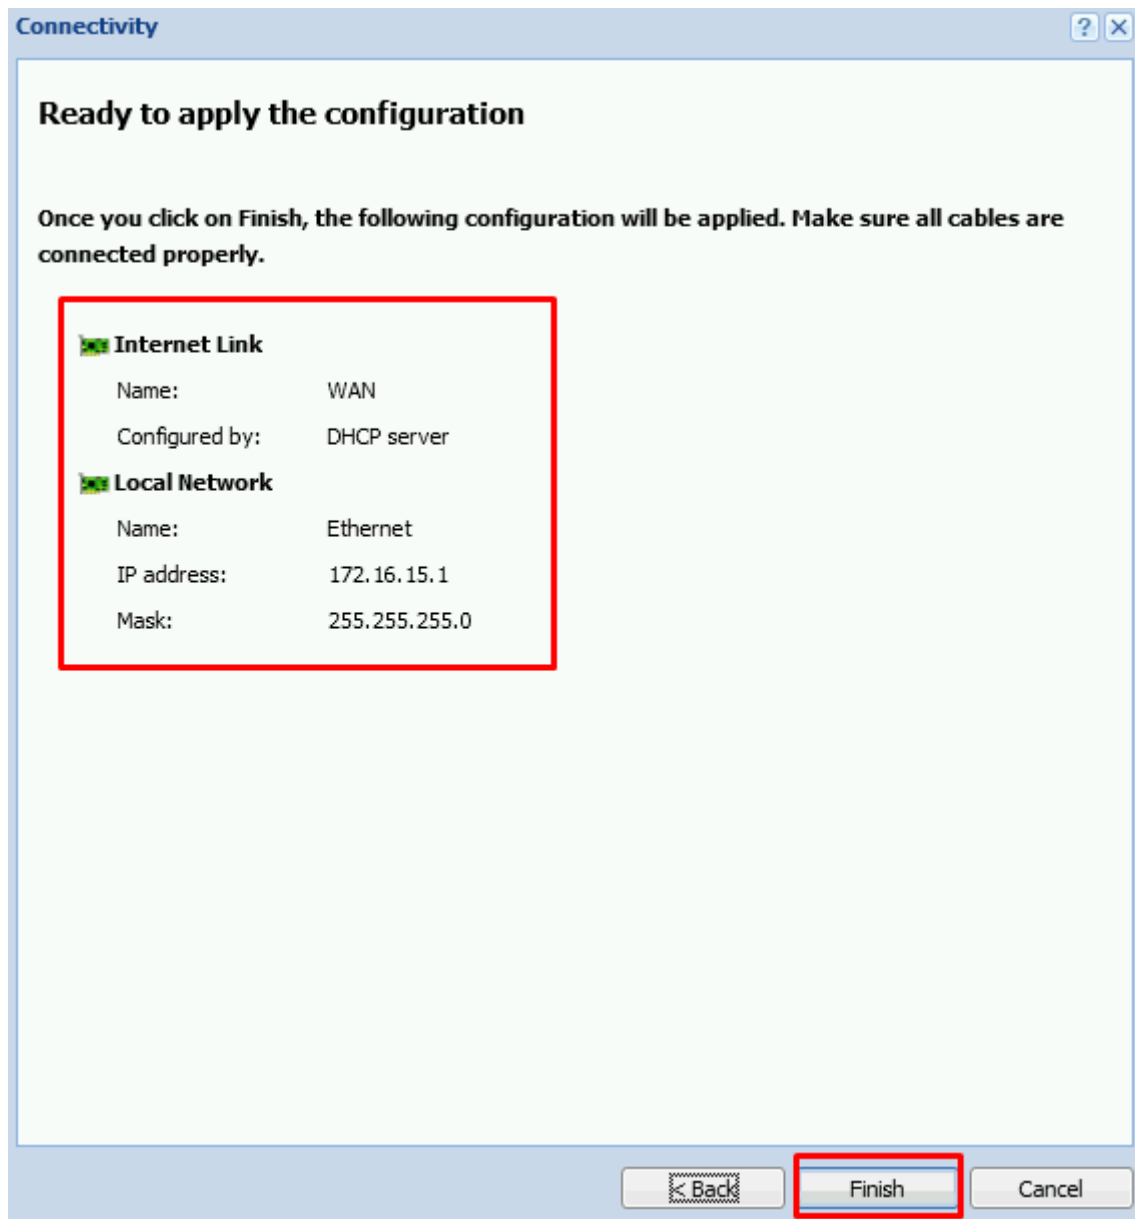 Connectivity
Ready to apply the configuration
Once you click on Finish, the following configuration will be applied. Make sure all cables are
connected properly.
Internet Link
Name: WAN
Configured by: DHCP server
Local Network
Name: Ethernet
IP address: 172.16.15.1
Mask: 255.255.255.0
< Back Finish Cancel